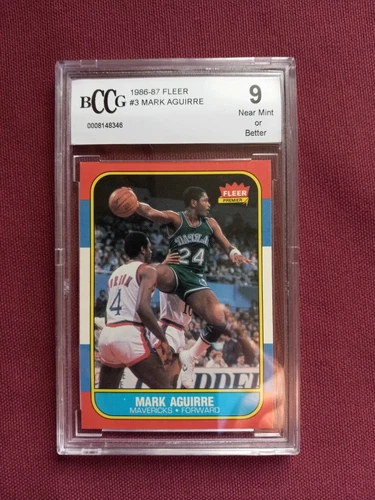 BCCG
1986-87 FLEER
#3 MARK AGUIRRE
0008148346
9
Near Mint
or
Better
FLEER
PREMIER
24
4
MARK AGUIRRE
MAVERICKS • FORWARD